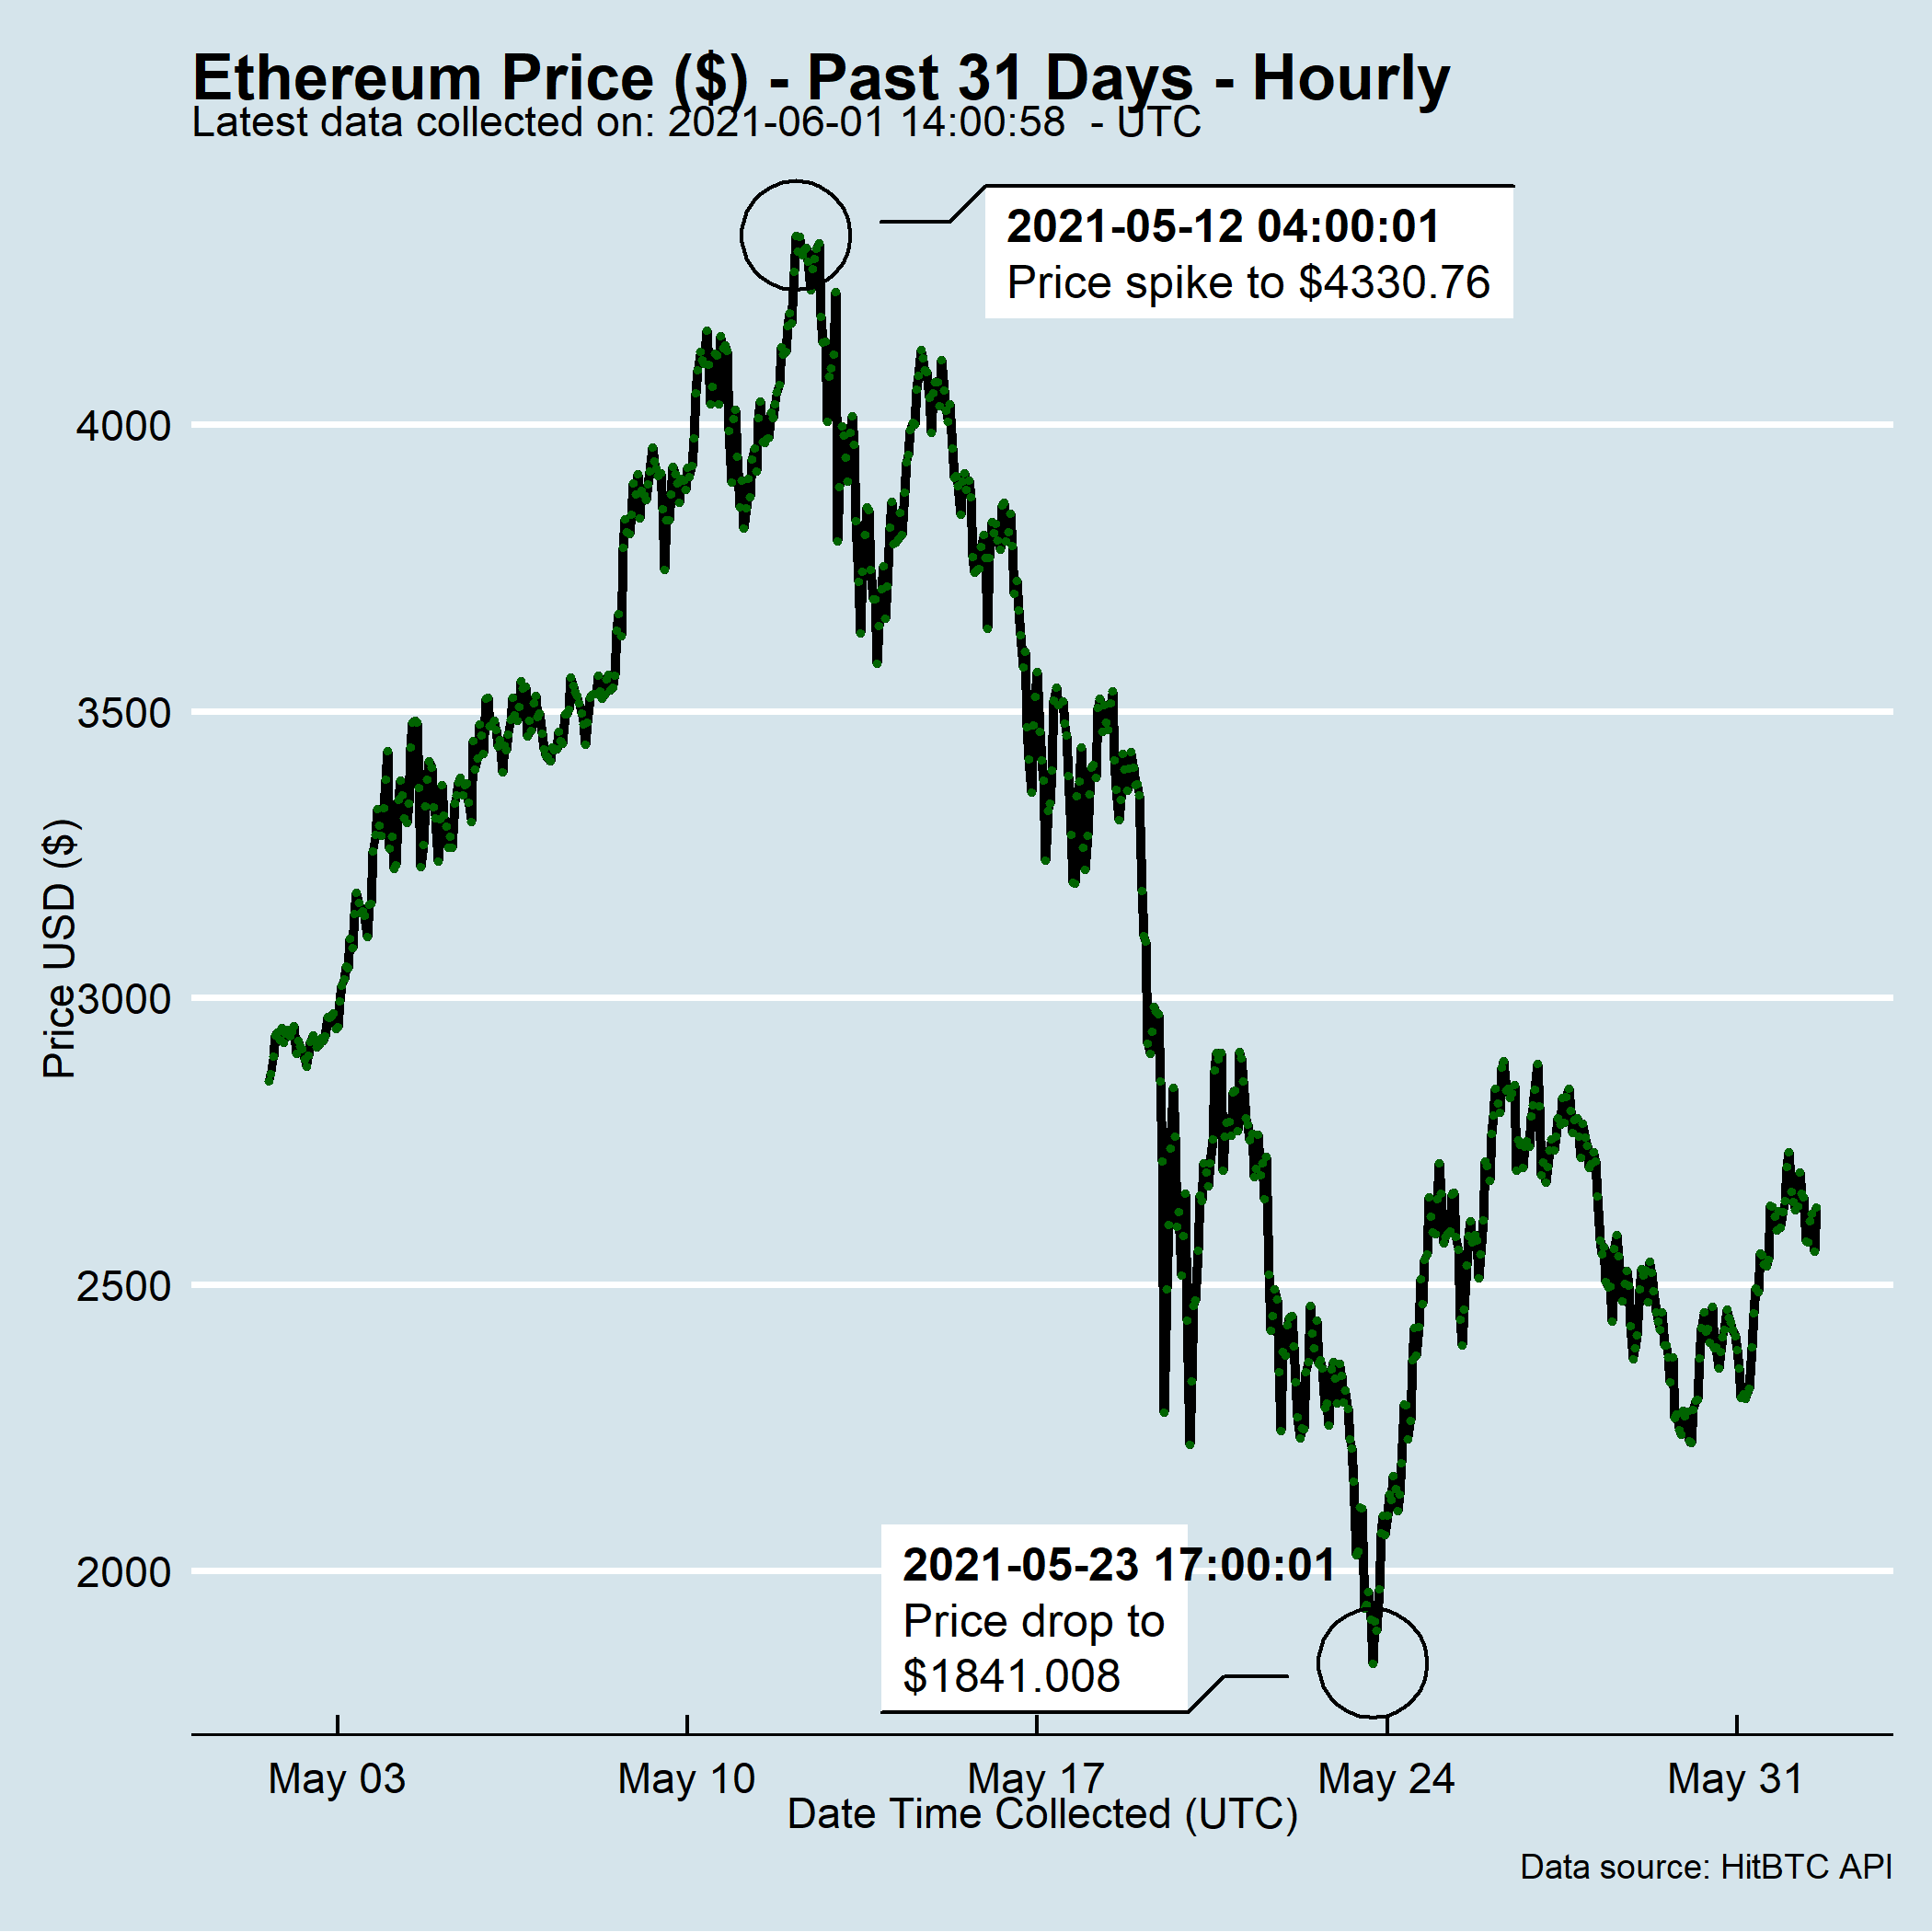 Ethereum Price ($) - Past 31 Days - Hourly
Latest data collected on: 2021-06-01 14:00:58  - UTC
2021-05-12 04:00:01
Price spike to $4330.76
4000
3500
3000
2500
2000
Price USD ($)
2021-05-23 17:00:01
Price drop to
$1841.008
May 03
May 10
May 17
May 24
May 31
Date Time Collected (UTC)
Data source: HitBTC API